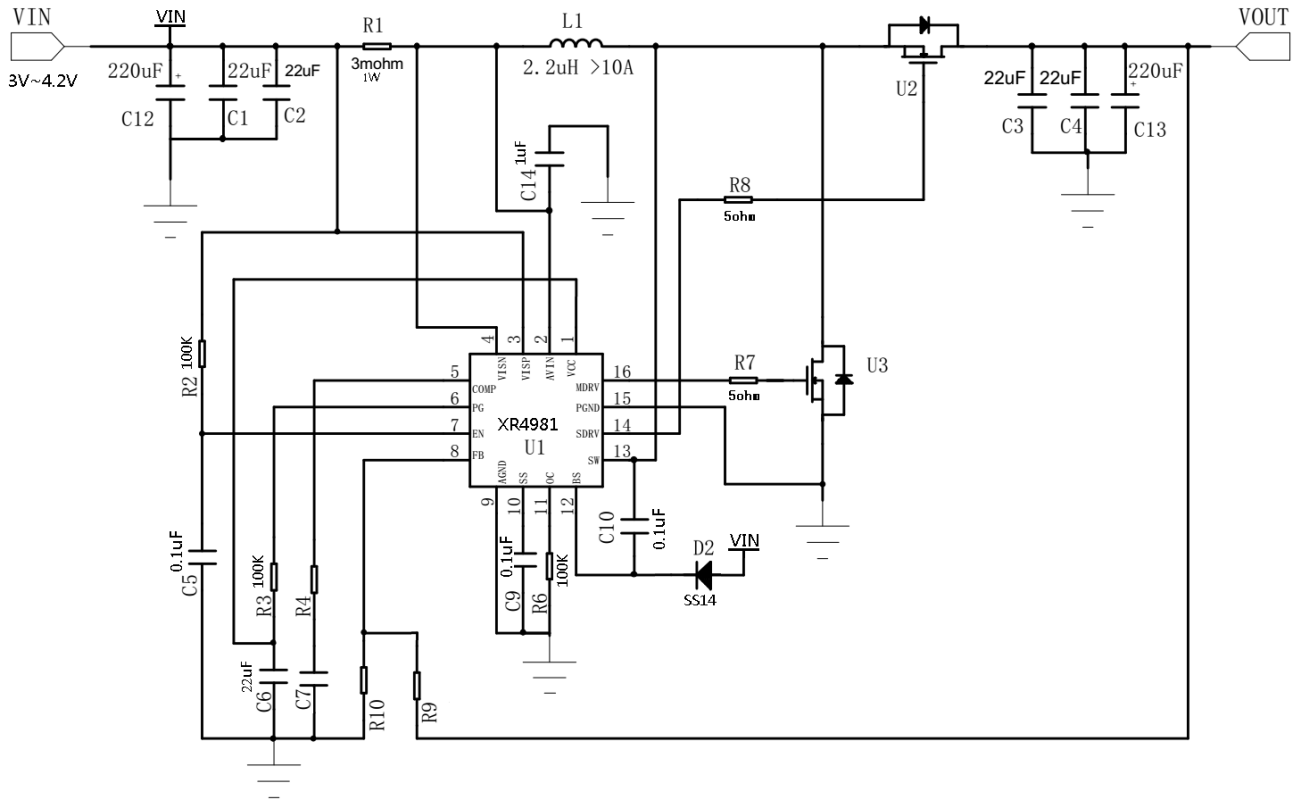 VIN
VIN
R1
L1
VOUT
220uF
+
22uF
22uF
3mohm
1W
2.2uH >10A
U2
22uF
22uF
220uF
+
3V~4.2V
C12
C1
C2
C3
C4
C13
1uF
C14
R8
5ohm
100K
R2
4
3
2
1
VISN
VISP
AVIN
VCC
R7
5ohm
U3
5
COMP
MDRV
16
6
PG
PGND
15
7
EN
XR4981
SDRV
14
8
FB
U1
SW
13
AGND
SS
OC
BS
9
10
11
12
C10
0.1uF
0.1uF
C5
100K
R3
R4
0.1uF
C9
R6
100K
D2
VIN
SS14
22uF
C6
C7
R10
R9